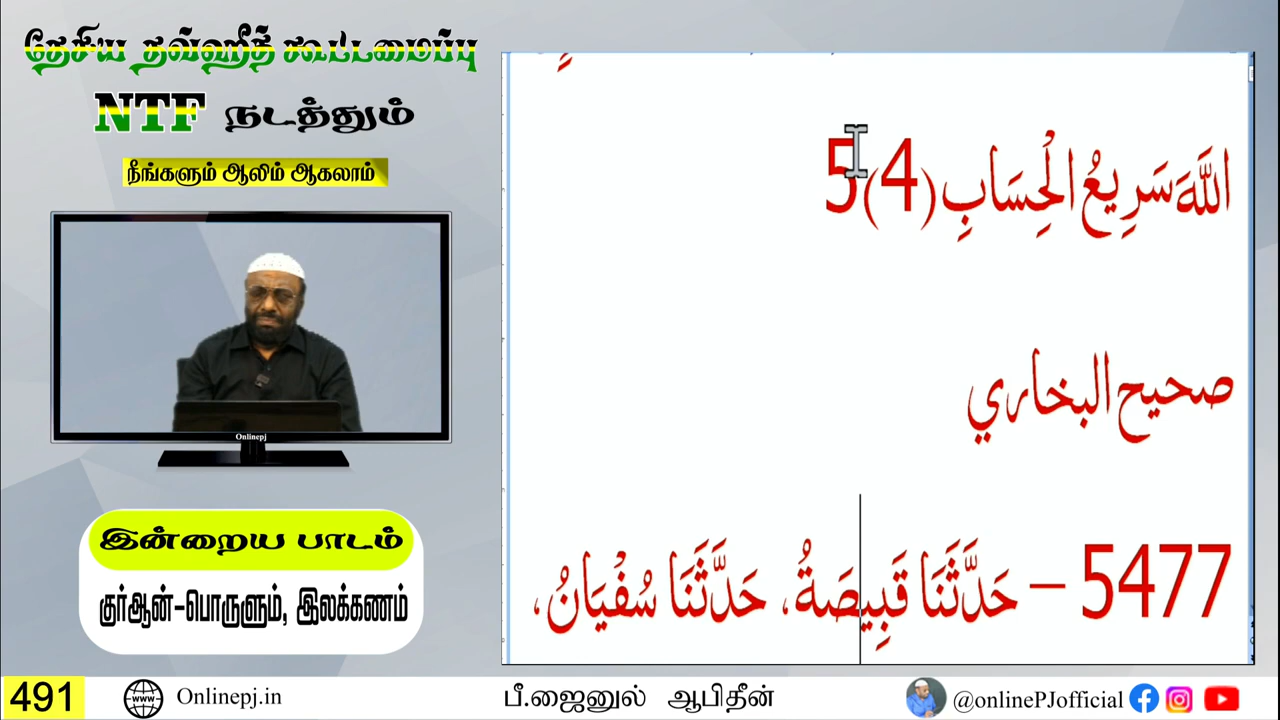 தேசிய தவ்ஹீத் கூட்டமைப்பு
NTF நடத்தும்
நீங்களும் ஆலிம் ஆகலாம்
Onlinepj
இன்றைய பாடம்
குர்ஆன்-பொருளும், இலக்கணம்
اللَّهَ سَرِيعُ الْحِسَابِ (4)5
صحيح البخاري
5477 – حَدَّثَنَا قَبِيصَةُ، حَدَّثَنَا سُفْيَانُ،
491
www
Onlinepj.in
பீ.ஜைனுல் ஆபிதீன்
@onlinePJofficial